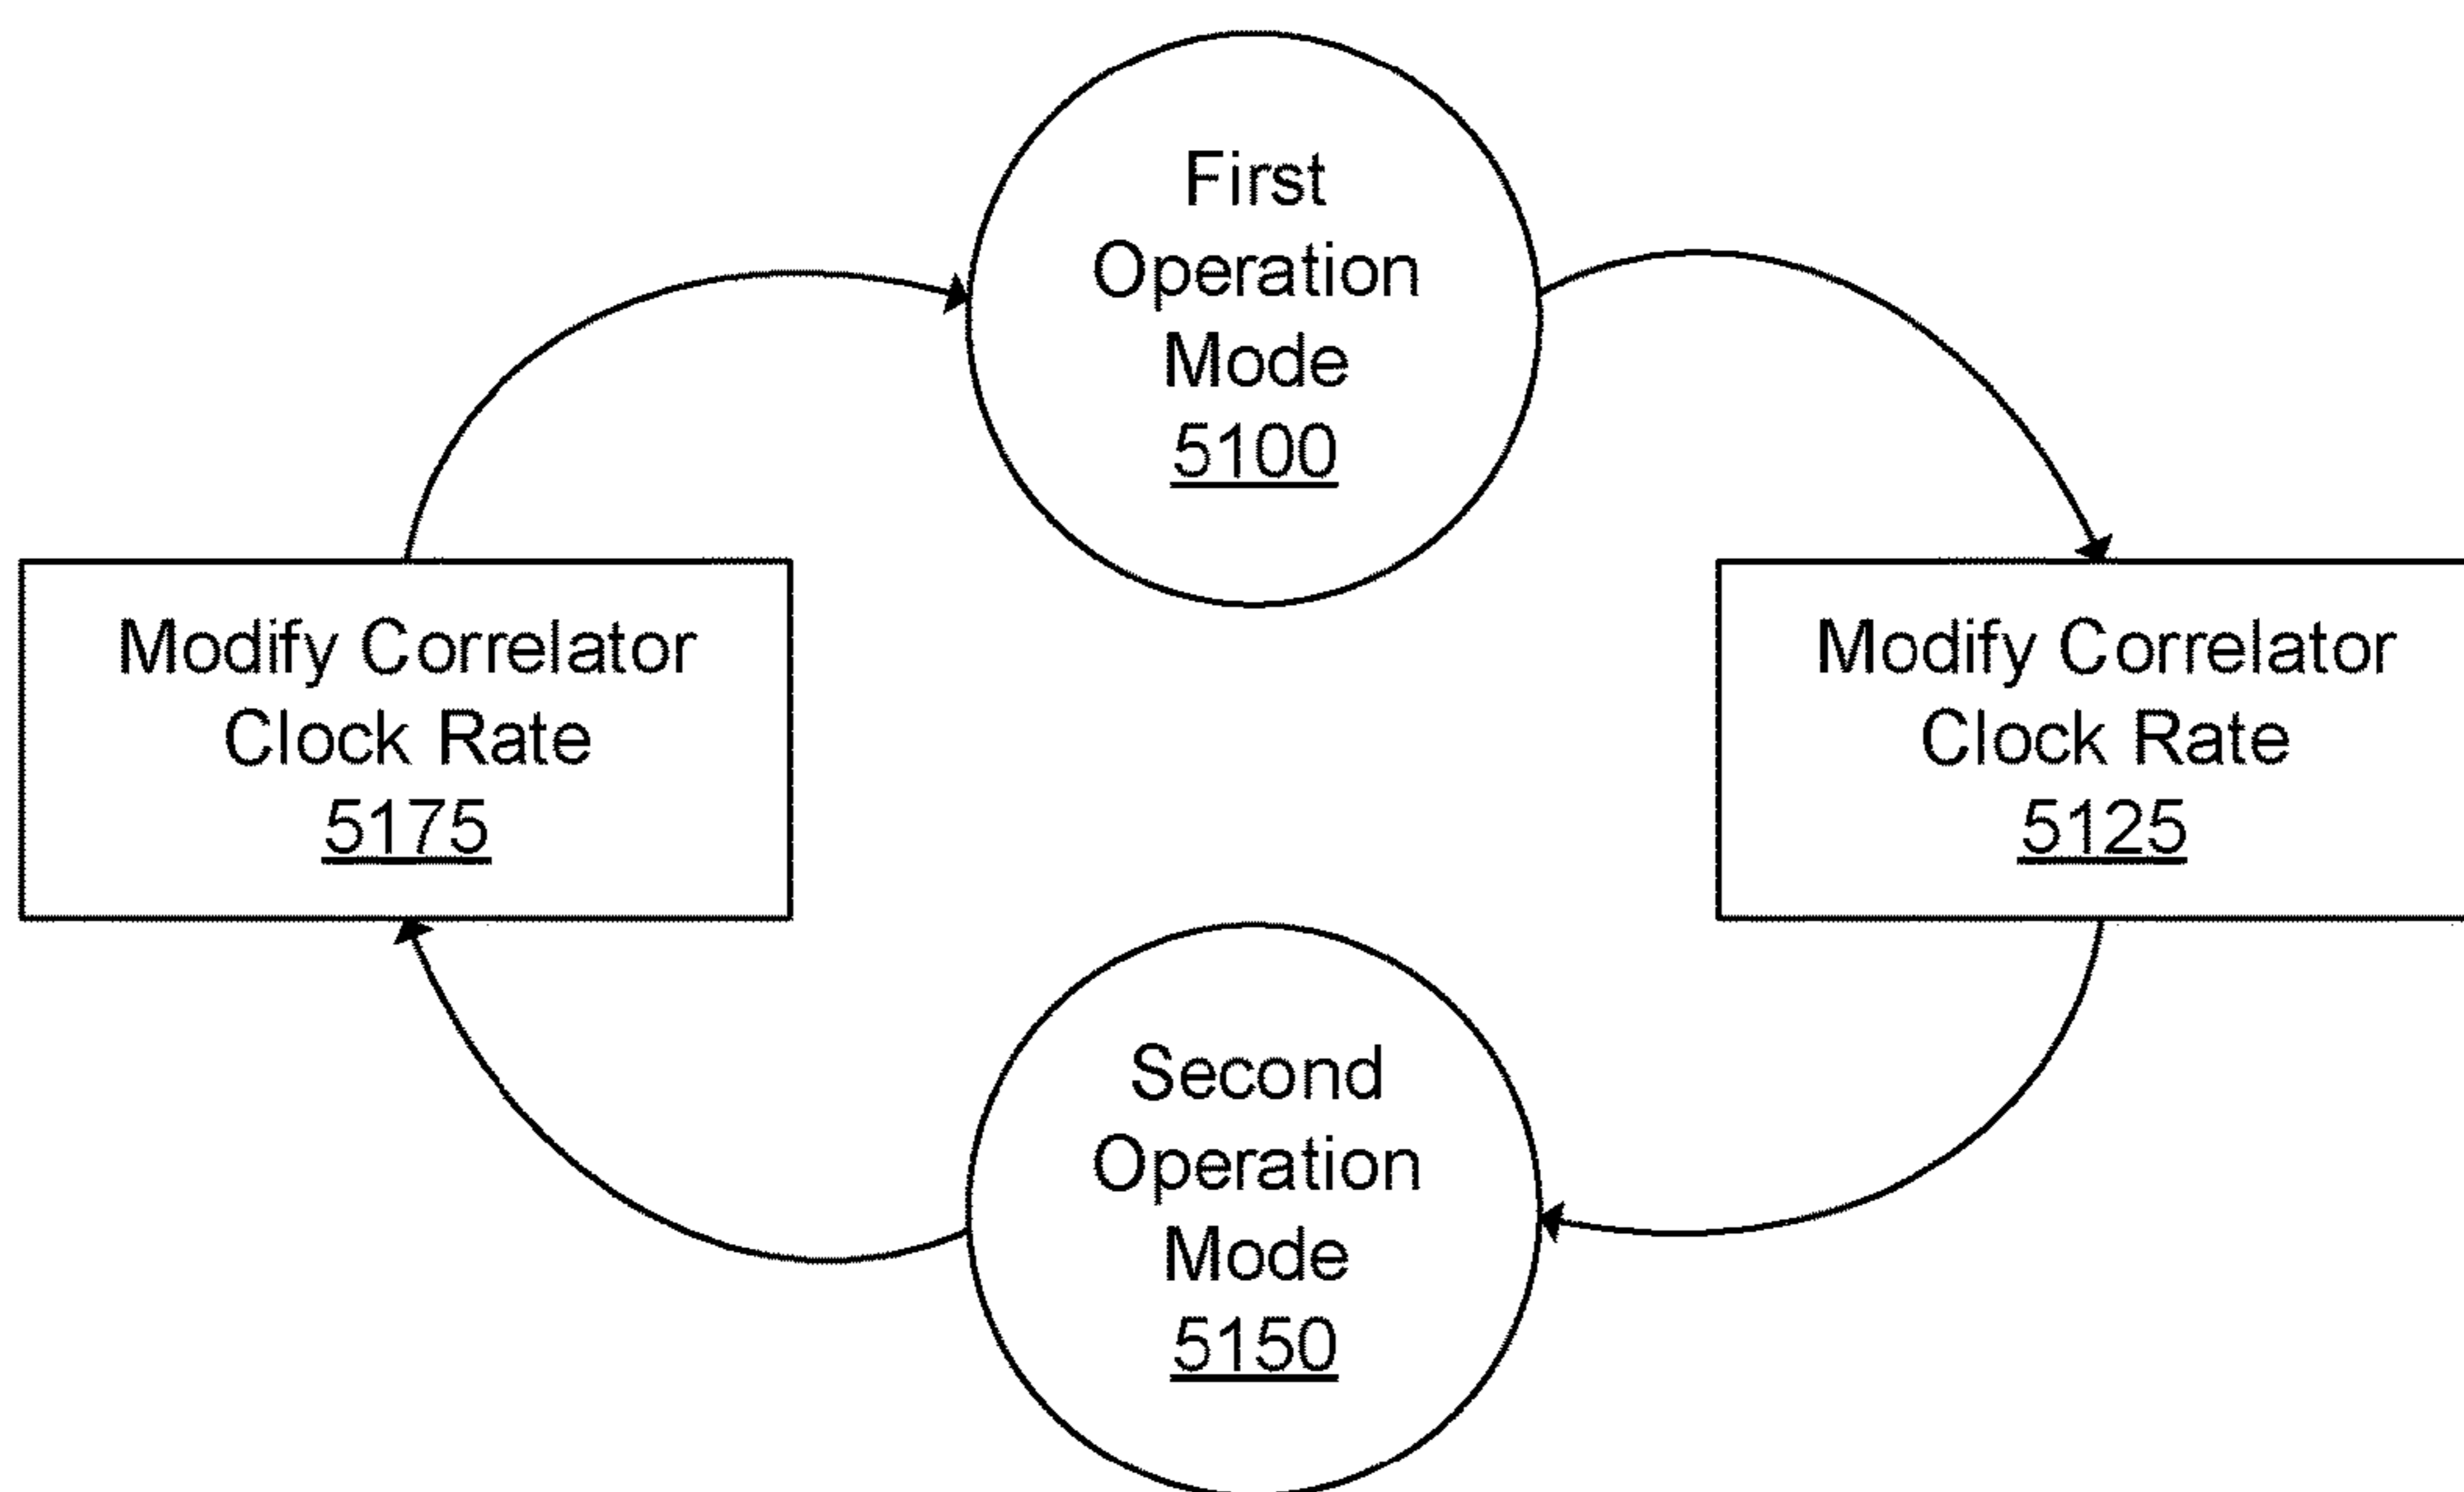 First
Operation
Mode
5100
Modify Correlator
Clock Rate
5175
Modify Correlator
Clock Rate
5125
Second
Operation
Mode
5150